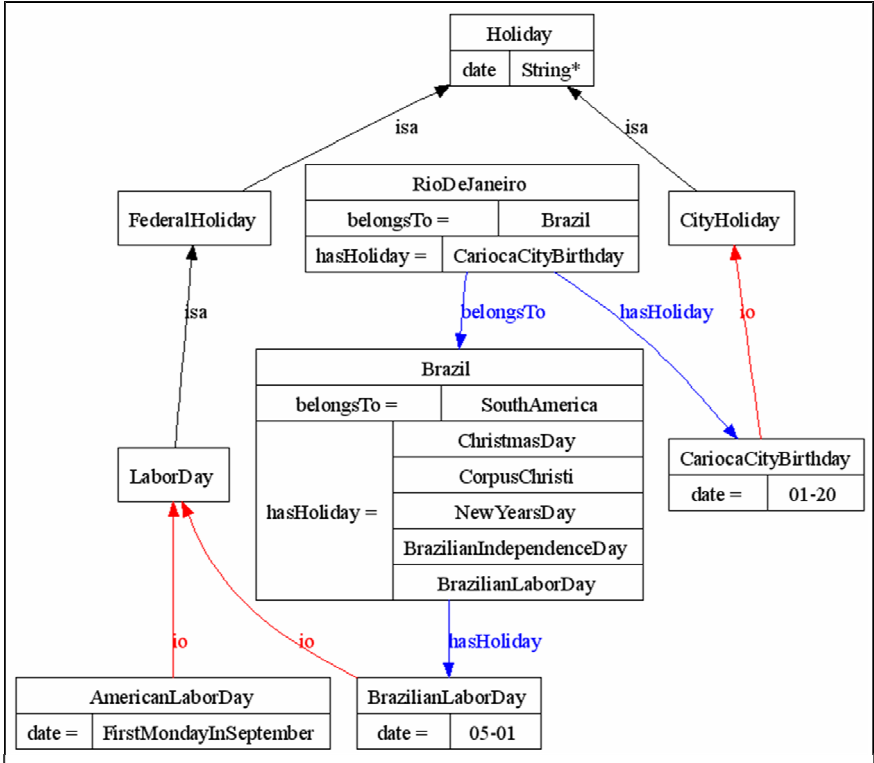 Holiday
date String*
isa isa
FederalHoliday
RioDeJaneiro
belongsTo = Brazil
hasHoliday = CariocaCityBirthday
CityHoliday
isa
belongsTo
hasHoliday
io
Brazil
belongsTo = SouthAmerica
hasHoliday =
ChristmasDay
CorpusChristi
NewYearsDay
BrazilianIndependenceDay
BrazilianLaborDay
LaborDay
CariocaCityBirthday
date = 01-20
io
io
hasHoliday
AmericanLaborDay
date = FirstMondayInSeptember
BrazilianLaborDay
date = 05-01